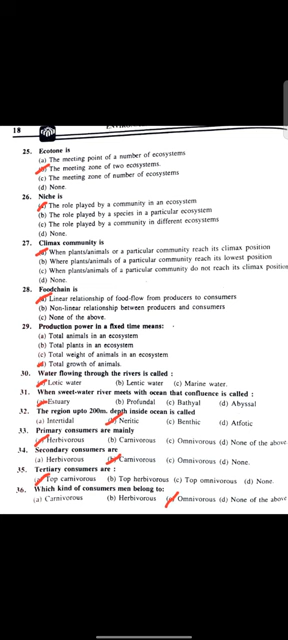 18
25. Ecotone is
(a) The meeting point of a number of ecosystems
(b) The meeting zone of two ecosystems.
(c) The meeting zone of number of ecosystems
(d) None.
26. Niche is
(a) The role played by a community in an ecosystem
(b) The role played by a species in a particular ecosystem
(c) The role played by a community in different ecosystems
(d) None.
27. Climax community is
(a) When plants/animals or a particular community reach its climax position
(b) Where plants/animals of a particular community reach its lowest position
(c) When plants/animals of a particular community do not reach its climax position
(d) None.
28. Foodchain is
(a) Linear relationship of food-flow from producers to consumers
(b) Non-linear relationship between producers and consumers
(c) None of the above.
29. Production power in a fixed time means:
(a) Total animals in an ecosystem
(b) Total plants in an ecosystem
(c) Total weight of animals in an ecosystem
(d) Total growth of animals.
30. Water flowing through the rivers is called :
(a) Lotic water (b) Lentic water (c) Marine water.
31. When sweet-water river meets with ocean that confluence is called :
(a) Estuary (b) Profundal (c) Bathyal (d) Abyssal
32. The region upto 200m. depth inside ocean is called
(a) Intertidal (b) Neritic (c) Benthic (d) Atfotic
33. Primary consumers are mainly
(a) Herbivorous (b) Carnivorous (c) Omnivorous (d) None of the above
34. Secondary consumers are
(a) Herbivorous (b) Carnivorous (c) Omnivorous (d) None.
35. Tertiary consumers are :
(a) Top carnivorous (b) Top herbivorous (c) Top omnivorous (d) None.
36. Which kind of consumers men belong to:
(a) Carnivorous (b) Herbivorous (c) Omnivorous (d) None of the above